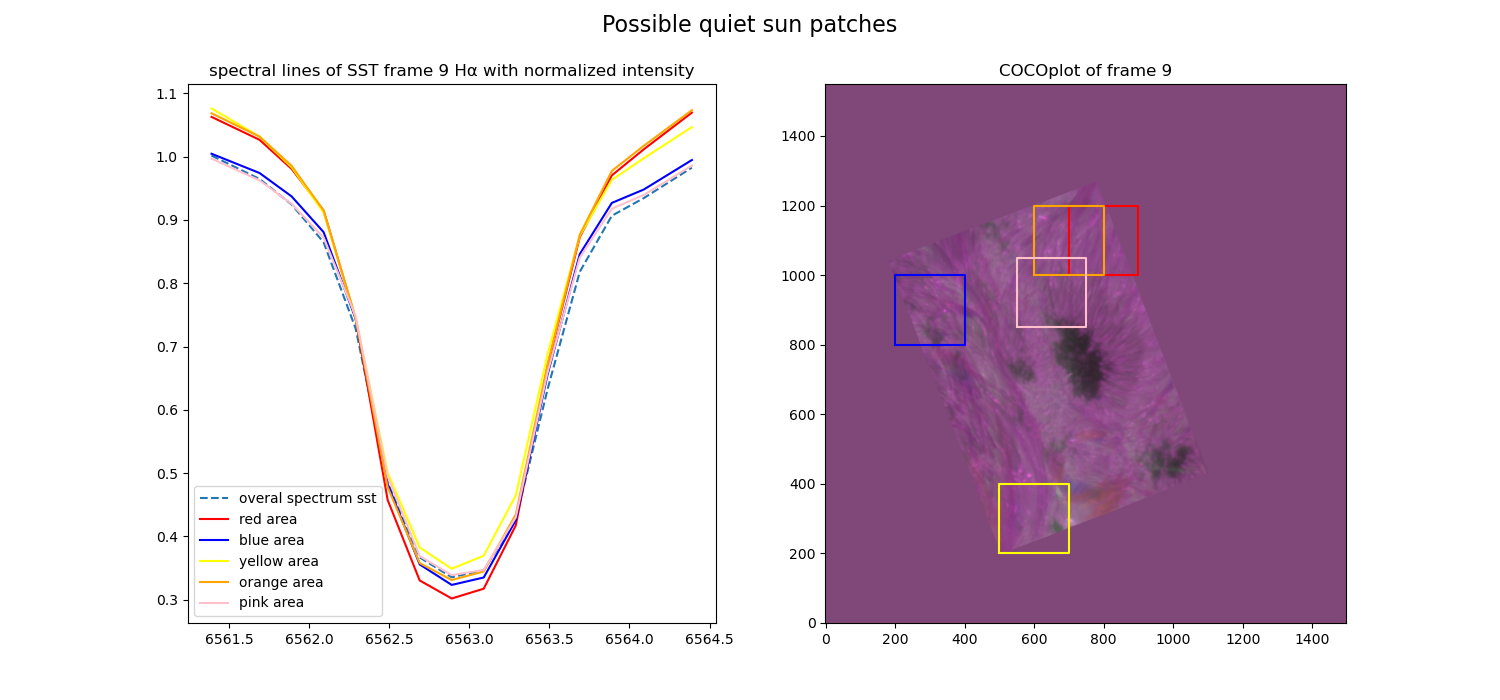 Possible quiet sun patches
spectral lines of SST frame 9 Hα with normalized intensity
1.1
1.0
0.9
0.8
0.7
0.6
0.5
0.4
0.3
overal spectrum sst
red area
blue area
yellow area
orange area
pink area
6561.5 6562.0 6562.5 6563.0 6563.5 6564.0 6564.5
COCOplot of frame 9
1400
1200
1000
800
600
400
200
0
0 200 400 600 800 1000 1200 1400